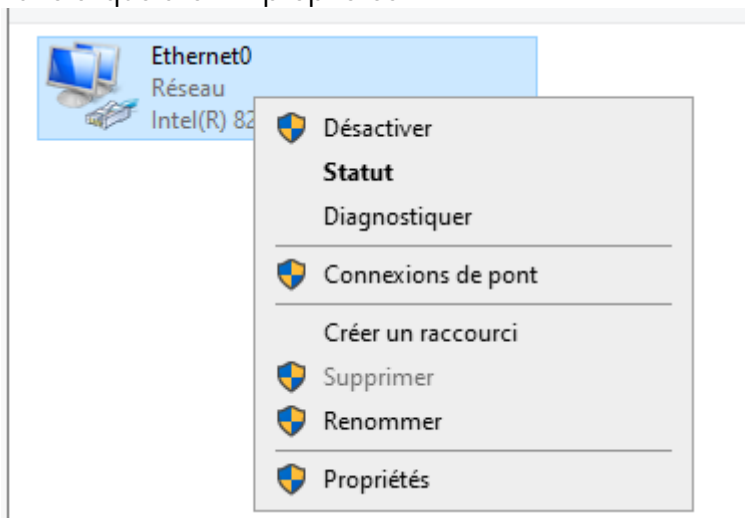 Ethernet0
Réseau
Intel(R) 82
Désactiver
Statut
Diagnostiquer
Connexions de pont
Créer un raccourci
Supprimer
Renommer
Propriétés